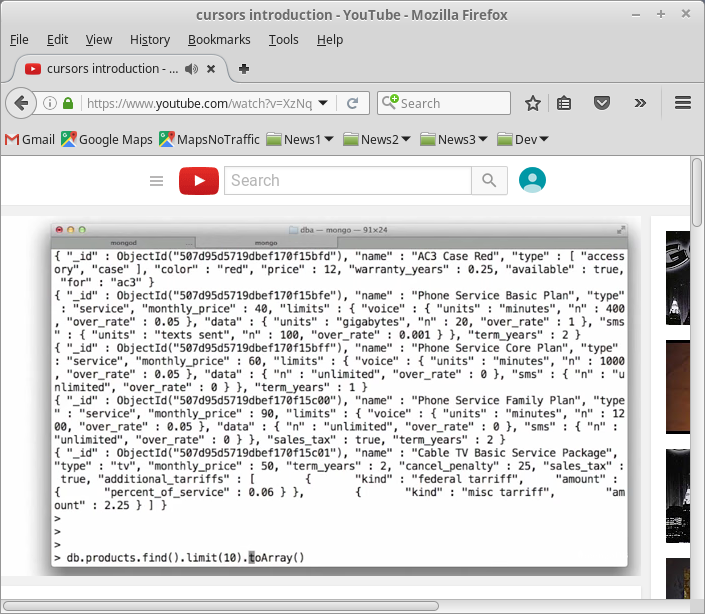 cursors introduction - YouTube - Mozilla Firefox
File Edit View History Bookmarks Tools Help
cursors introduction - ...
https://www.youtube.com/watch?v=XzNq
Search
Gmail Google Maps MapsNoTraffic News1 News2 News3 Dev
Search
dba — mongo — 91×24
mongod mongo
{ "_id" : ObjectId("507d95d5719dbef170f15bfd"), "name" : "AC3 Case Red", "type" : [ "access
ory", "case" ], "color" : "red", "price" : 12, "warranty_years" : 0.25, "available" : true,
"for" : "ac3" }
{ "_id" : ObjectId("507d95d5719dbef170f15bfe"), "name" : "Phone Service Basic Plan", "type"
: "service", "monthly_price" : 40, "limits" : { "voice" : { "units" : "minutes", "n" : 400
, "over_rate" : 0.05 }, "data" : { "units" : "gigabytes", "n" : 20, "over_rate" : 1 }, "sms"
: { "units" : "texts sent", "n" : 100, "over_rate" : 0.001 } }, "term_years" : 2 }
{ "_id" : ObjectId("507d95d5719dbef170f15bff"), "name" : "Phone Service Core Plan", "type"
: "service", "monthly_price" : 60, "limits" : { "voice" : { "units" : "minutes", "n" : 1000
, "over_rate" : 0.05 }, "data" : { "n" : "unlimited", "over_rate" : 0 }, "sms" : { "n" : "u
nlimited", "over_rate" : 0 } }, "term_years" : 1 }
{ "_id" : ObjectId("507d95d5719dbef170f15c00"), "name" : "Phone Service Family Plan", "type
" : "service", "monthly_price" : 90, "limits" : { "voice" : { "units" : "minutes", "n" : 12
00, "over_rate" : 0.05 }, "data" : { "n" : "unlimited", "over_rate" : 0 }, "sms" : { "n" :
"unlimited", "over_rate" : 0 } }, "sales_tax" : true, "term_years" : 2 }
{ "_id" : ObjectId("507d95d5719dbef170f15c01"), "name" : "Cable TV Basic Service Package",
"type" : "tv", "monthly_price" : 50, "term_years" : 2, "cancel_penalty" : 25, "sales_tax" :
true, "additional_tarriffs" : [ { "kind" : "federal tarriff", "amount" :
{ "percent_of_service" : 0.06 } }, { "kind" : "misc tarriff", "am
ount" : 2.25 } ] }
>
>
>
> db.products.find().limit(10).toArray()